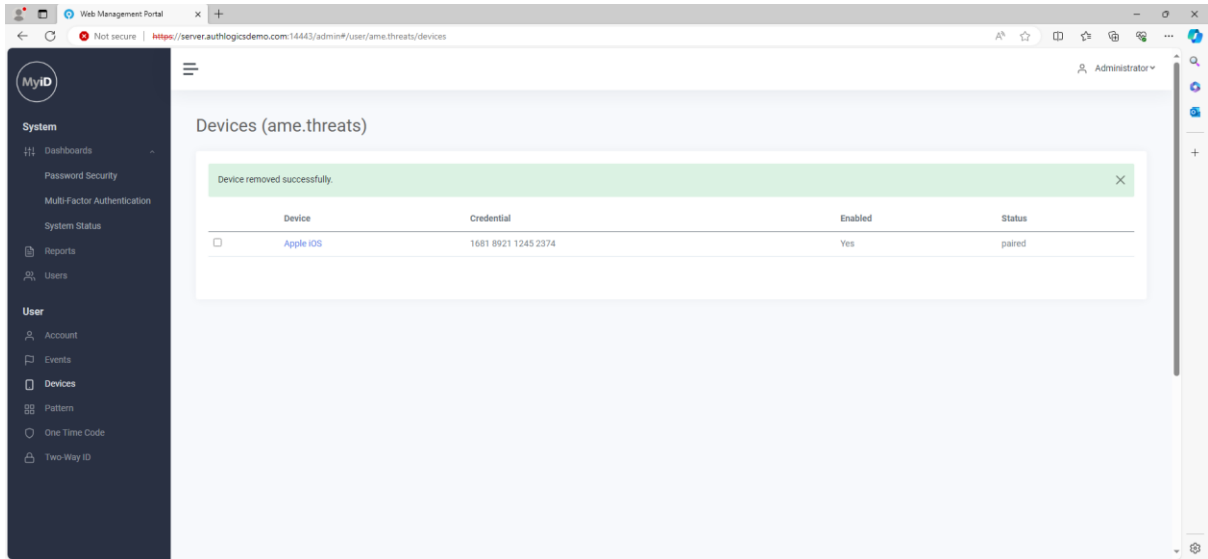 Web Management Portal
Not secure | https://server.authlogicsdemo.com:14443/admin#/user/ame.threats/devices
MyiD
Administrator
System
Dashboards
Password Security
Multi-Factor Authentication
System Status
Reports
Users
User
Account
Events
Devices
Pattern
One Time Code
Two-Way ID
Devices (ame.threats)
Device removed successfully.
Device Credential Enabled Status
Apple iOS 1681 8921 1245 2374 Yes paired